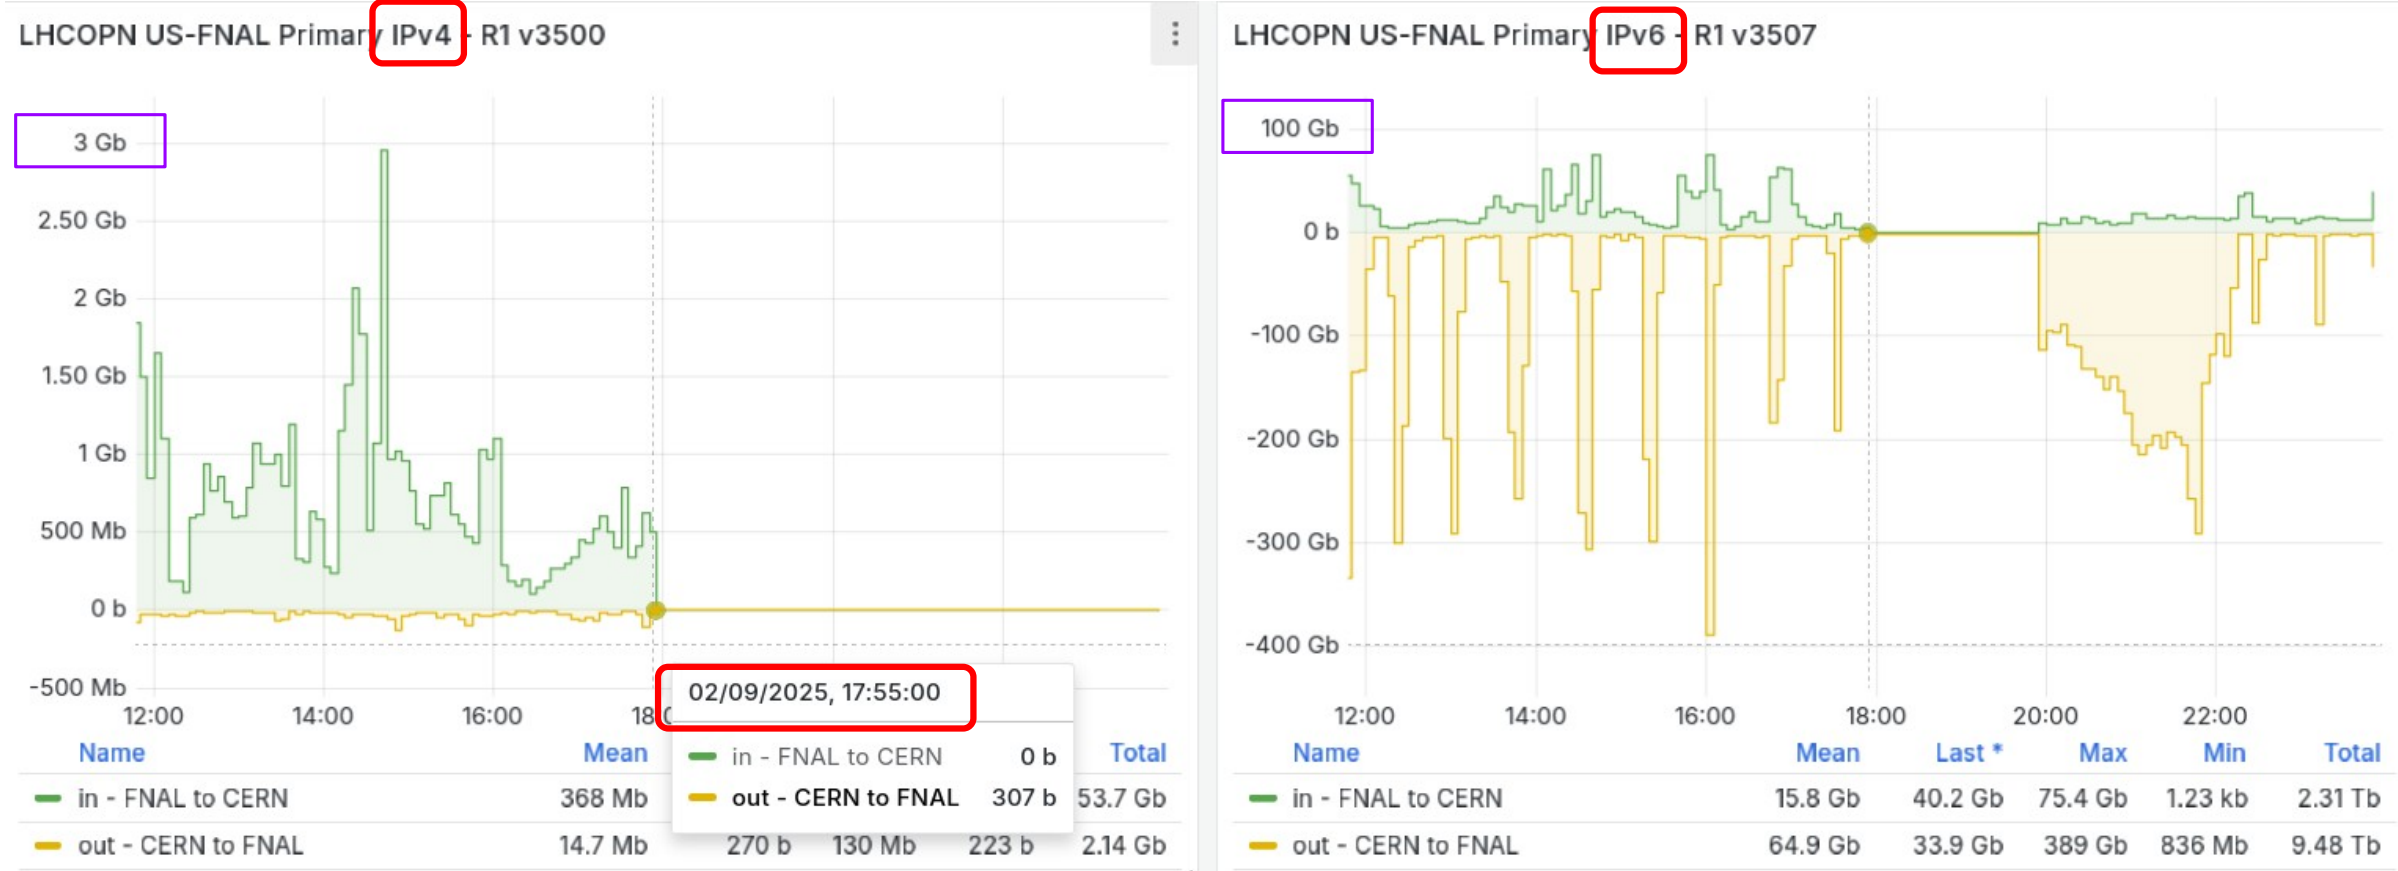 LHCOPN US-FNAL Primary IPv4 - R1 v3500
3 Gb
2.50 Gb
2 Gb
1.50 Gb
1 Gb
500 Mb
0 b
-500 Mb
12:00 14:00 16:00
02/09/2025, 17:55:00
in - FNAL to CERN 0 b
out - CERN to FNAL 307 b
Name Mean Total
in - FNAL to CERN 368 Mb 53.7 Gb
out - CERN to FNAL 14.7 Mb 270 b 130 Mb 223 b 2.14 Gb
LHCOPN US-FNAL Primary IPv6 - R1 v3507
100 Gb
0 b
-100 Gb
-200 Gb
-300 Gb
-400 Gb
12:00 14:00 16:00 18:00 20:00 22:00
Name Mean Last * Max Min Total
in - FNAL to CERN 15.8 Gb 40.2 Gb 75.4 Gb 1.23 kb 2.31 Tb
out - CERN to FNAL 64.9 Gb 33.9 Gb 389 Gb 836 Mb 9.48 Tb